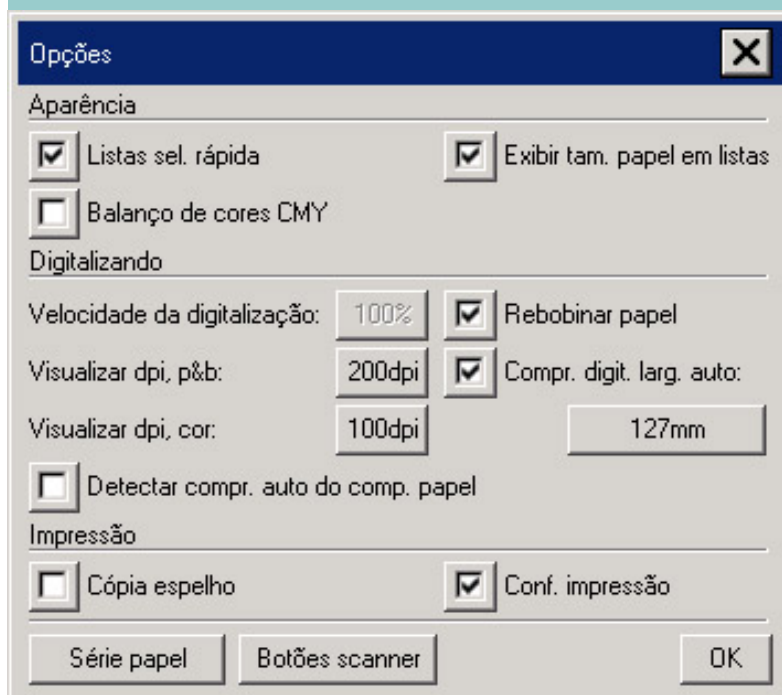 Opções
Aparência
Listas sel. rápida Exibir tam. papel em listas
Balanço de cores CMY
Digitalizando
Velocidade da digitalização: 100% Rebobinar papel
Visualizar dpi, p&b: 200dpi Compr. digit. larg. auto:
Visualizar dpi, cor: 100dpi 127mm
Detectar compr. auto do comp. papel
Impressão
Cópia espelho Conf. impressão
Série papel Botões scanner OK